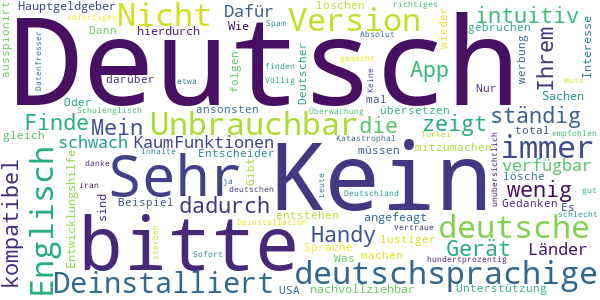 ausspioniert
Hauptgeldgeber
Nicht
Dafür
Wie
sofortigen
Spam
löschen
Version
Absolut
wieder
richtiges
intuitiv
gebrochen
Interesse
Datenfresser
Dann
hierdurch
etwa
darüber
Deutsch
folgen
Deutscher
finden
Völlig
mal
gemacht
Keine
App
werbung
Ihrem
Nur
Muss
Sachen
Oder
Schulenglisch
Finde
Mein
Unbrauchbar
ansonsten
Überwachung
die
übersetzen
Katastrophal
zeigt
total
empfohlen
ständig
gleich
schwach
Kaum
Funktionen
Entscheider
müssen
mitzumachen
immer
Englisch
Entwicklungshilfe
danke
Inhalte
Sehr
Gibt
ja
deutschen
Kein
Leute
Deutschland
verfügbar
lösche
unübersichtlich
kompatibel
iran
sind
Beispiel
dadurch
entstehen
angefeagt
Vertraue
wenig
Es
Gedanken
gut
schlecht
bitte
Deinstallation
Handy
lustiger
deutsche
Sprache
machen
Gerät
Länder
Was
hundertprozentig
sterben
Deinstalliert
Sofort
USA
deutschsprachige
nachvollziehbar
Unterstützung